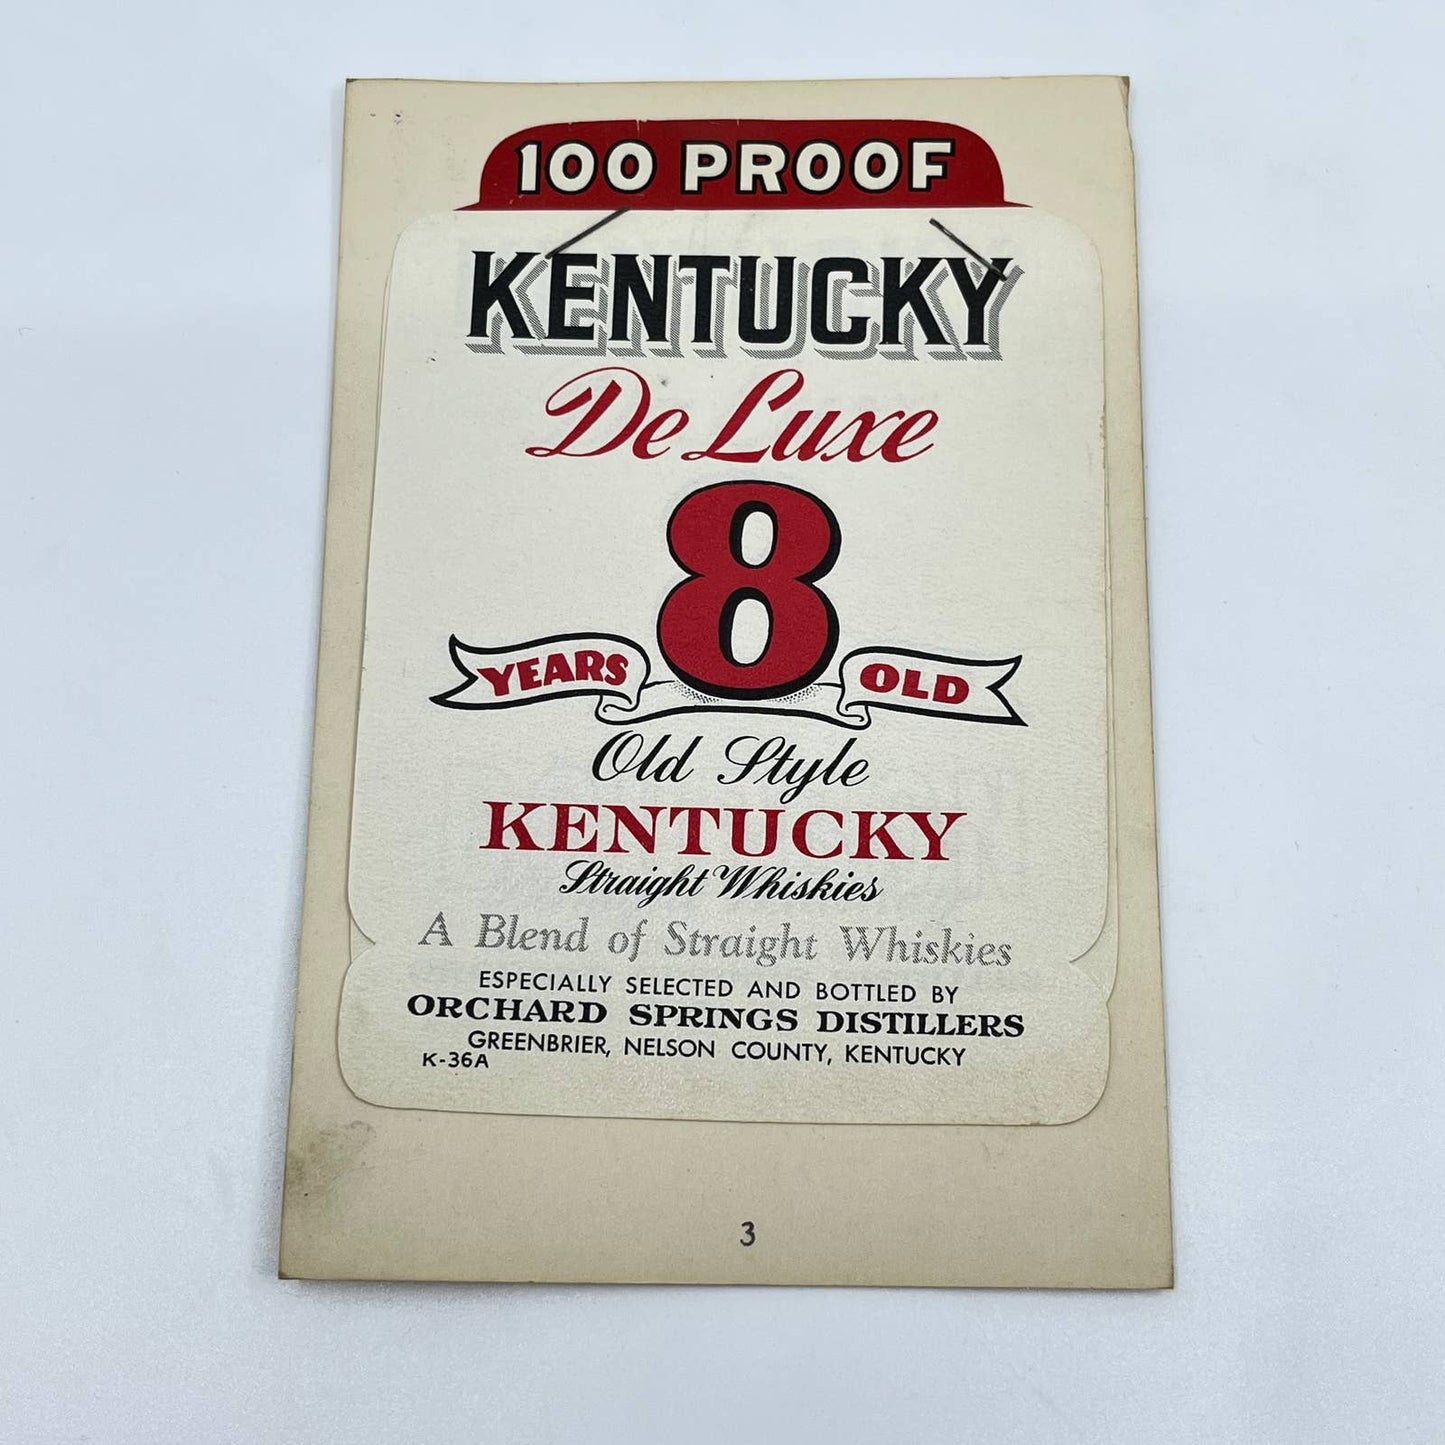 100 PROOF
KENTUCKY
De Luxe
8
YEARS OLD
Old Style
KENTUCKY
Straight Whiskies
A Blend of Straight Whiskies
ESPECIALLY SELECTED AND BOTTLED BY
ORCHARD SPRINGS DISTILLERS
GREENBRIER, NELSON COUNTY, KENTUCKY
K-36A
3